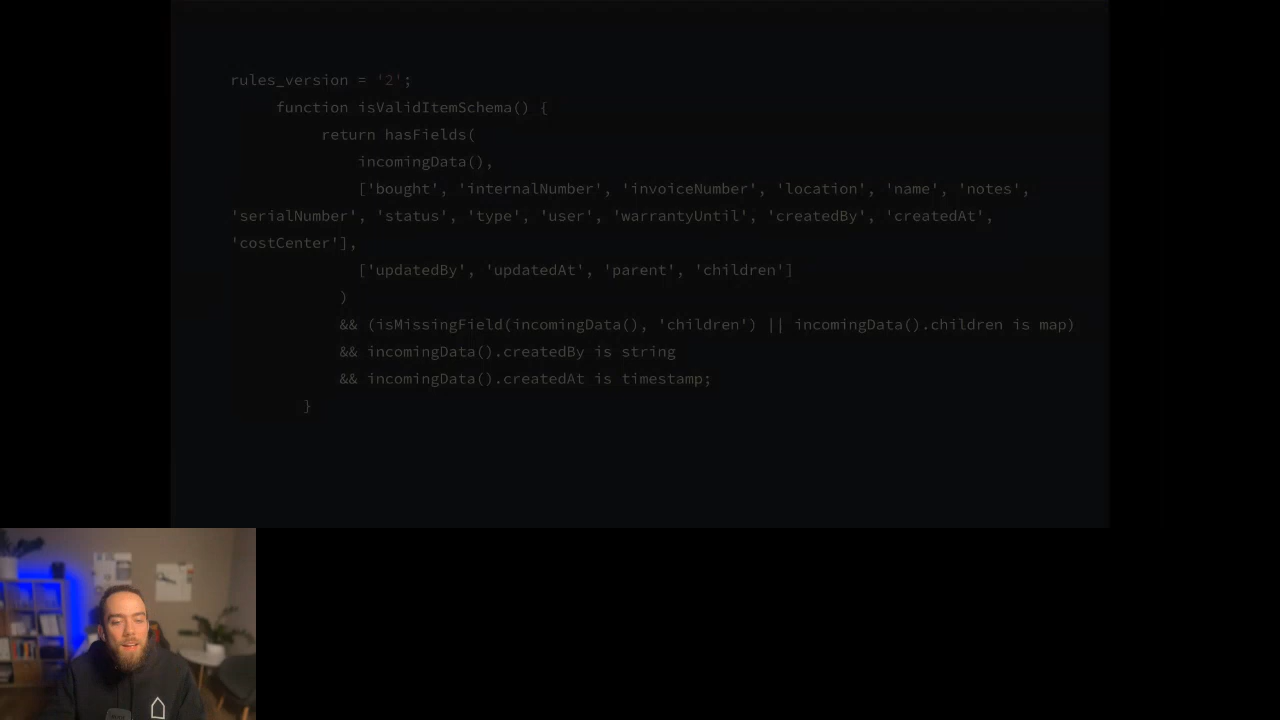 rules_version = '2';
function isValidItemSchema() {
return hasFields(
incomingData(),
['bought', 'internalNumber', 'invoiceNumber', 'location', 'name', 'notes',
'serialNumber', 'status', 'type', 'user', 'warrantyUntil', 'createdBy', 'createdAt',
'costCenter'],
['updatedBy', 'updatedAt', 'parent', 'children']
)
&& (isMissingField(incomingData(), 'children') || incomingData().children is map)
&& incomingData().createdBy is string
&& incomingData().createdAt is timestamp;
}